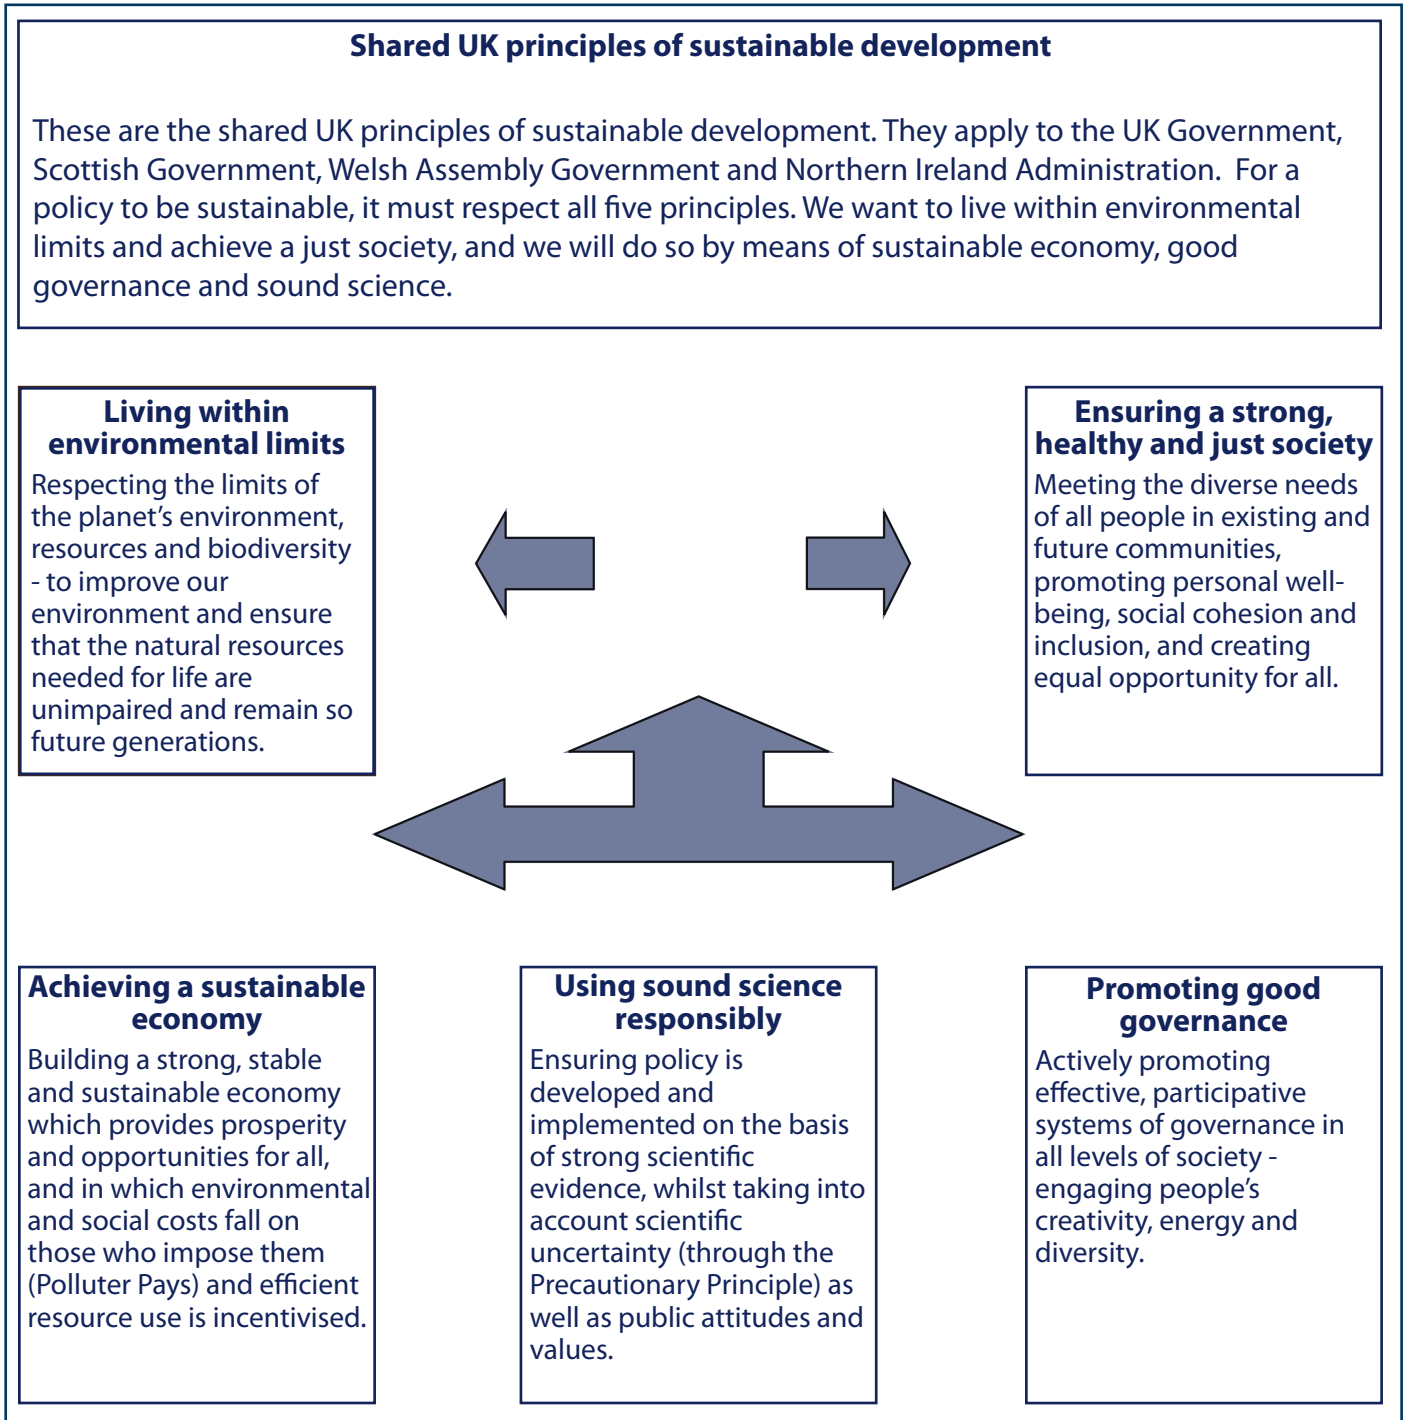 Shared UK principles of sustainable development
These are the shared UK principles of sustainable development. They apply to the UK Government,
Scottish Government, Welsh Assembly Government and Northern Ireland Administration.  For a
policy to be sustainable, it must respect all five principles. We want to live within environmental
limits and achieve a just society, and we will do so by means of sustainable economy, good
governance and sound science.
Living within
environmental limits
Respecting the limits of
the planet’s environment,
resources and biodiversity
- to improve our
environment and ensure
that the natural resources
needed for life are
unimpaired and remain so
future generations.
Ensuring a strong,
healthy and just society
Meeting the diverse needs
of all people in existing and
future communities,
promoting personal well-
being, social cohesion and
inclusion, and creating
equal opportunity for all.
Achieving a sustainable
economy
Building a strong, stable
and sustainable economy
which provides prosperity
and opportunities for all,
and in which environmental
and social costs fall on
those who impose them
(Polluter Pays) and efficient
resource use is incentivised.
Using sound science
responsibly
Ensuring policy is
developed and
implemented on the basis
of strong scientific
evidence, whilst taking into
account scientific
uncertainty (through the
Precautionary Principle) as
well as public attitudes and
values.
Promoting good
governance
Actively promoting
effective, participative
systems of governance in
all levels of society -
engaging people’s
creativity, energy and
diversity.